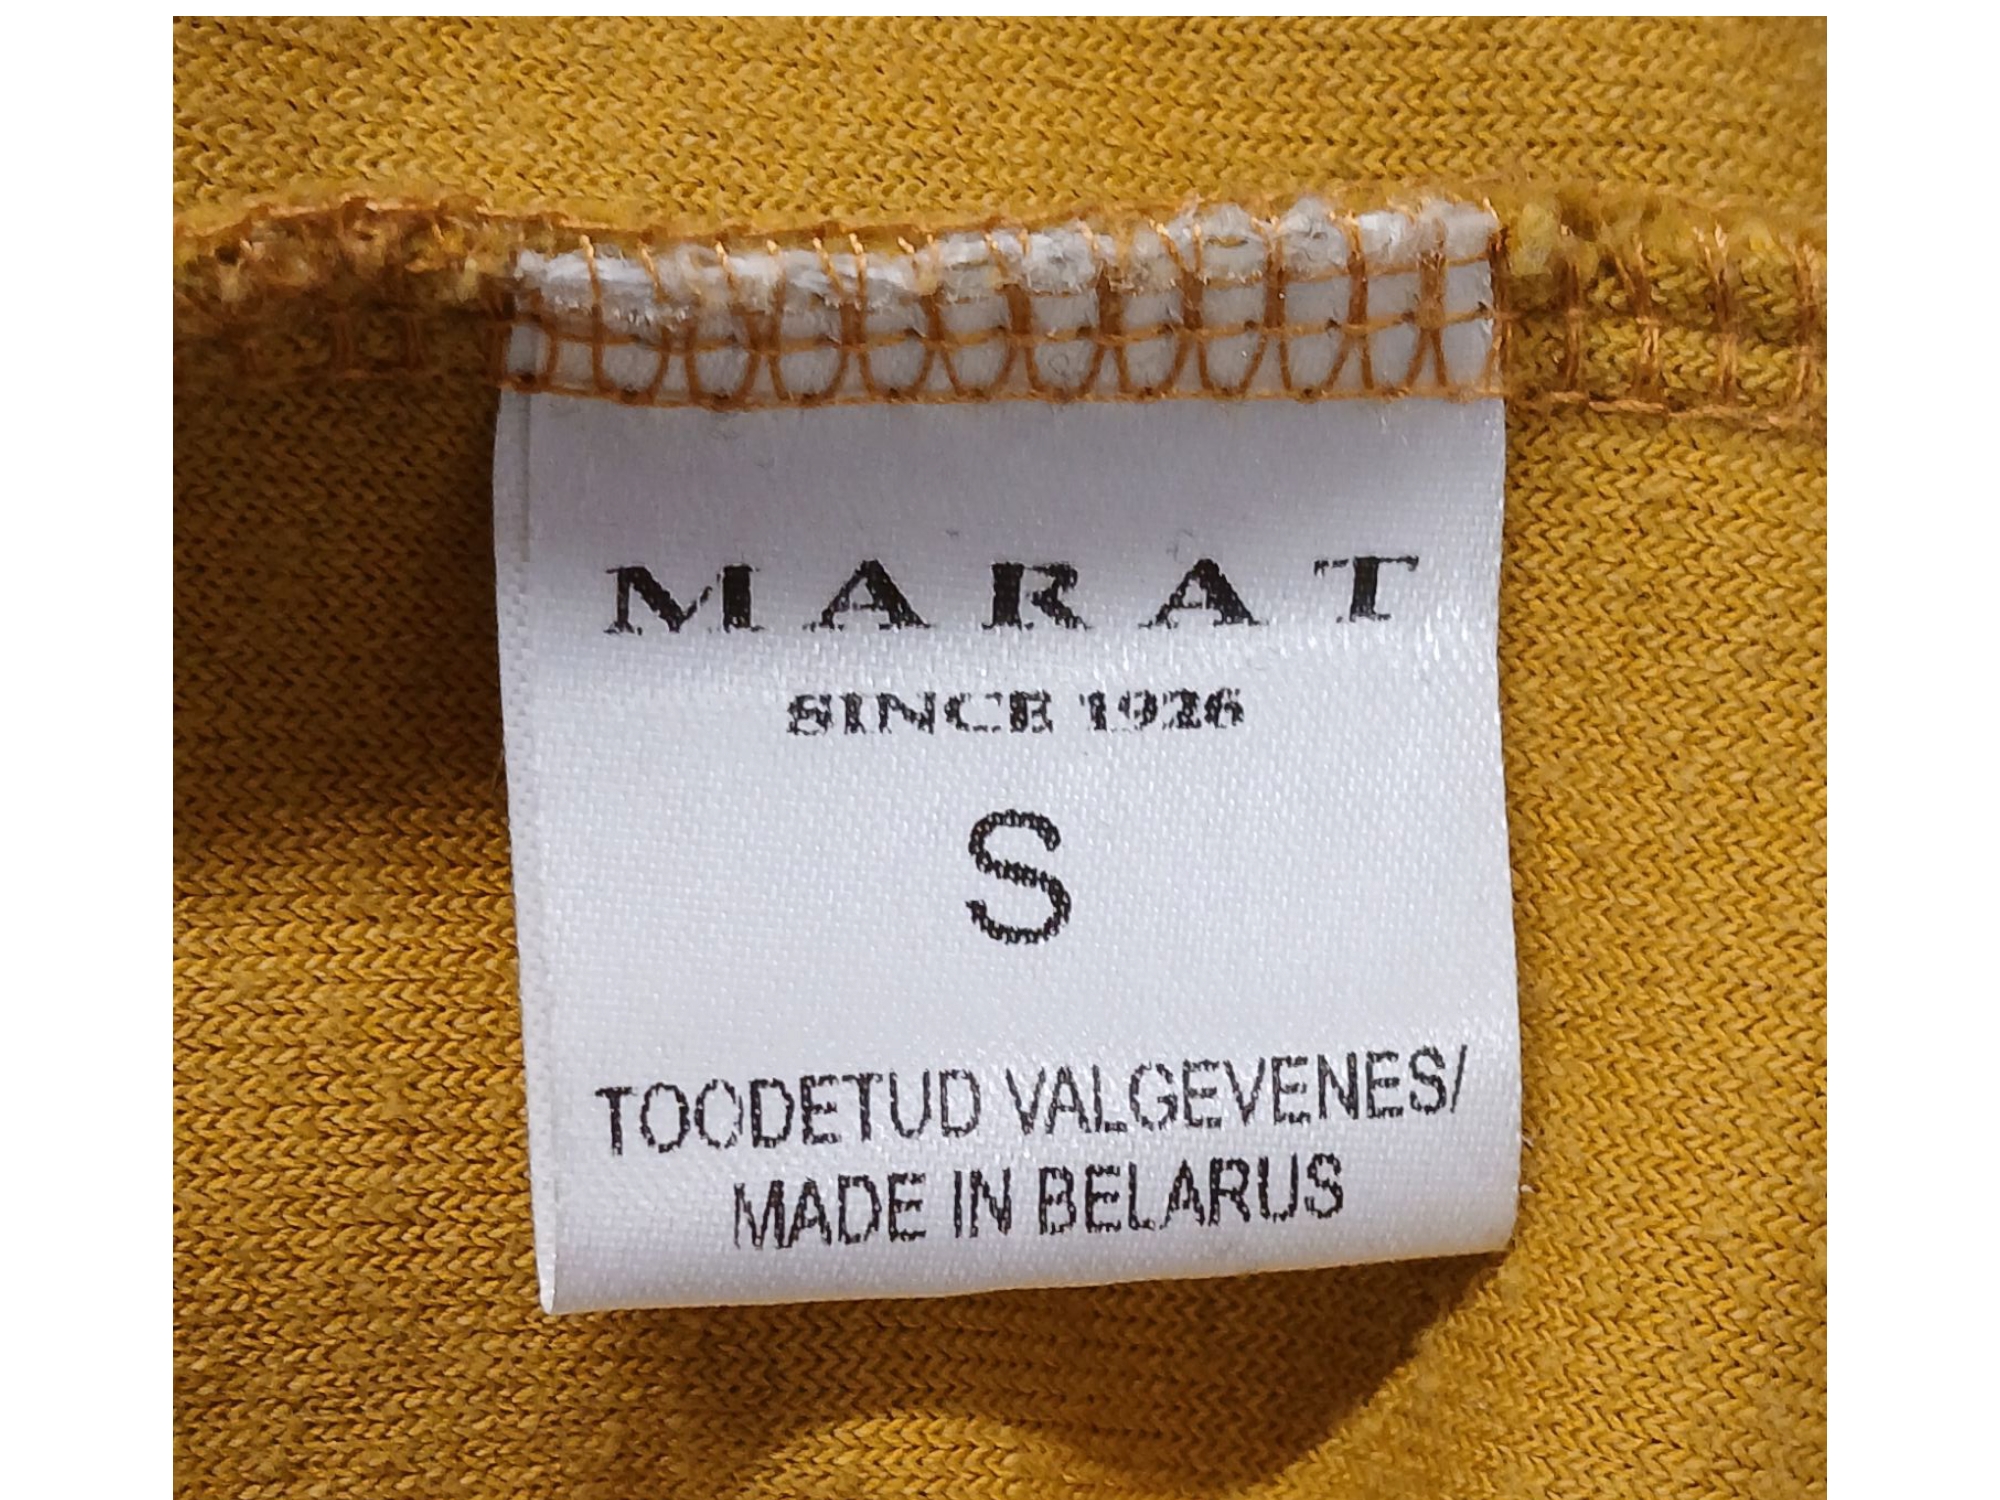 MARAT
SINCE 1926
S
TOODETUD VALGEVENES/
MADE IN BELARUS